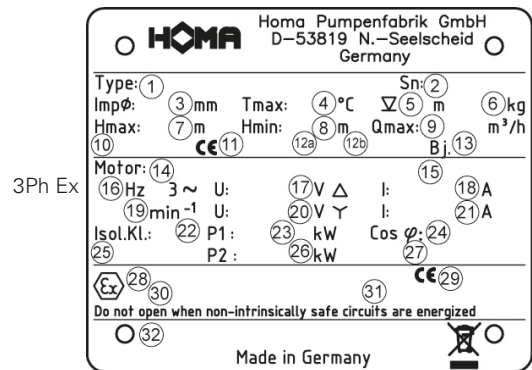 HOMA
Homa Pumpenfabrik GmbH
D-53819 N.-Seelscheid
Germany
Type: 1 Sn: 2
Impø: 3 mm Tmax: 4 °C ∇ 5 m 6 kg
Hmax: 7 m Hmin: 8 m Qmax: 9 m³/h
10 CE 11 12a 12b Bj. 13
Motor: 14 15
3Ph Ex
16 Hz 3~ U: 17 V △ I: 18 A
19 min-1 U: 20 V Y I: 21 A
Isol.Kl.: 22 P1: 23 kW Cos φ: 24
25 P2: 26 kW 27
Ex 28 CE 29
30 31
Do not open when non-intrinsically safe circuits are energized
32
Made in Germany